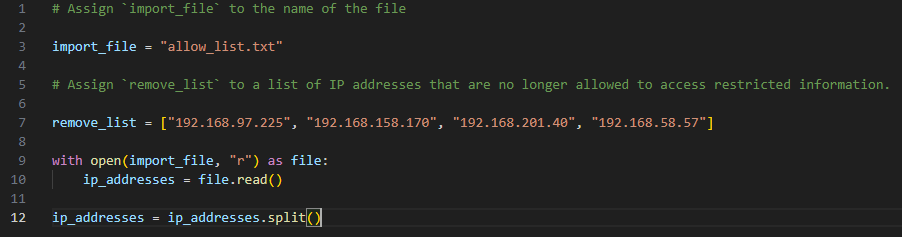 1 # Assign `import_file` to the name of the file
2
3 import_file = "allow_list.txt"
4
5 # Assign `remove_list` to a list of IP addresses that are no longer allowed to access restricted information.
6
7 remove_list = ["192.168.97.225", "192.168.158.170", "192.168.201.40", "192.168.58.57"]
8
9 with open(import_file, "r") as file:
10     ip_addresses = file.read()
11
12 ip_addresses = ip_addresses.split()